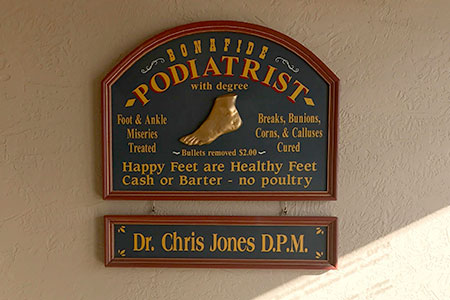 BONAFIDE
PODIATRIST
with degree
Foot & Ankle
Miseries
Treated
Breaks, Bunions,
Corns, & Calluses
Cured
Bullets removed $2.00
Happy Feet are Healthy Feet
Cash or Barter - no poultry
Dr. Chris Jones D.P.M.